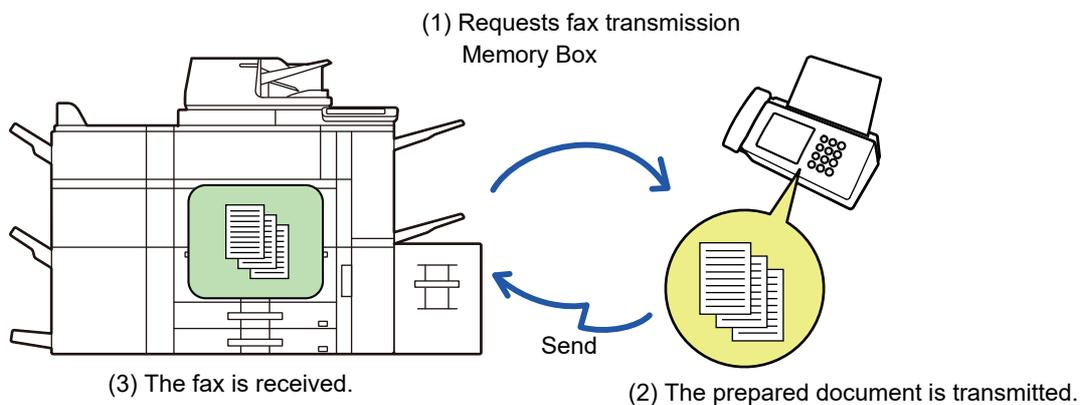 (1) Requests fax transmission
Memory Box
Send
(3) The fax is received.
(2) The prepared document is transmitted.